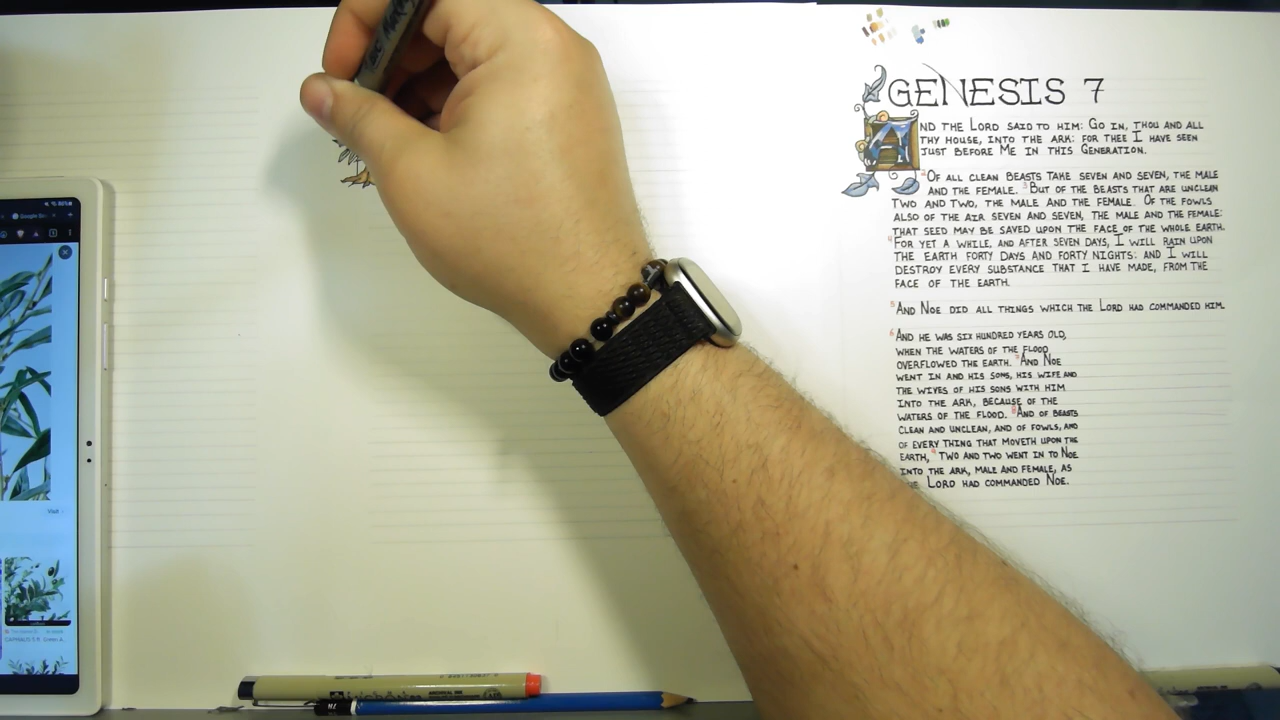 GENESIS 7
AND THE LORD SAID TO HIM: GO IN, THOU AND ALL
THY HOUSE, INTO THE ARK: FOR THEE I HAVE SEEN
JUST BEFORE ME IN THIS GENERATION.
2 OF ALL CLEAN BEASTS TAKE SEVEN AND SEVEN, THE MALE
AND THE FEMALE. 3 BUT OF THE BEASTS THAT ARE UNCLEAN
TWO AND TWO, THE MALE AND THE FEMALE. OF THE FOWLS
ALSO OF THE AIR SEVEN AND SEVEN, THE MALE AND THE FEMALE:
THAT SEED MAY BE SAVED UPON THE FACE OF THE WHOLE EARTH.
4 FOR YET A WHILE, AND AFTER SEVEN DAYS, I WILL RAIN UPON
THE EARTH FORTY DAYS AND FORTY NIGHTS: AND I WILL
DESTROY EVERY SUBSTANCE THAT I HAVE MADE, FROM THE
FACE OF THE EARTH.
5 AND NOE DID ALL THINGS WHICH THE LORD HAD COMMANDED HIM.
6 AND HE WAS SIX HUNDRED YEARS OLD,
WHEN THE WATERS OF THE FLOOD
OVERFLOWED THE EARTH. 7 AND NOE
WENT IN AND HIS SONS, HIS WIFE AND
THE WIVES OF HIS SONS WITH HIM
INTO THE ARK, BECAUSE OF THE
WATERS OF THE FLOOD. 8 AND OF BEASTS
CLEAN AND UNCLEAN, AND OF FOWLS, AND
OF EVERY THING THAT MOVETH UPON THE
EARTH, 9 TWO AND TWO WENT IN TO NOE
INTO THE ARK, MALE AND FEMALE, AS
LORD HAD COMMANDED NOE.
Visit